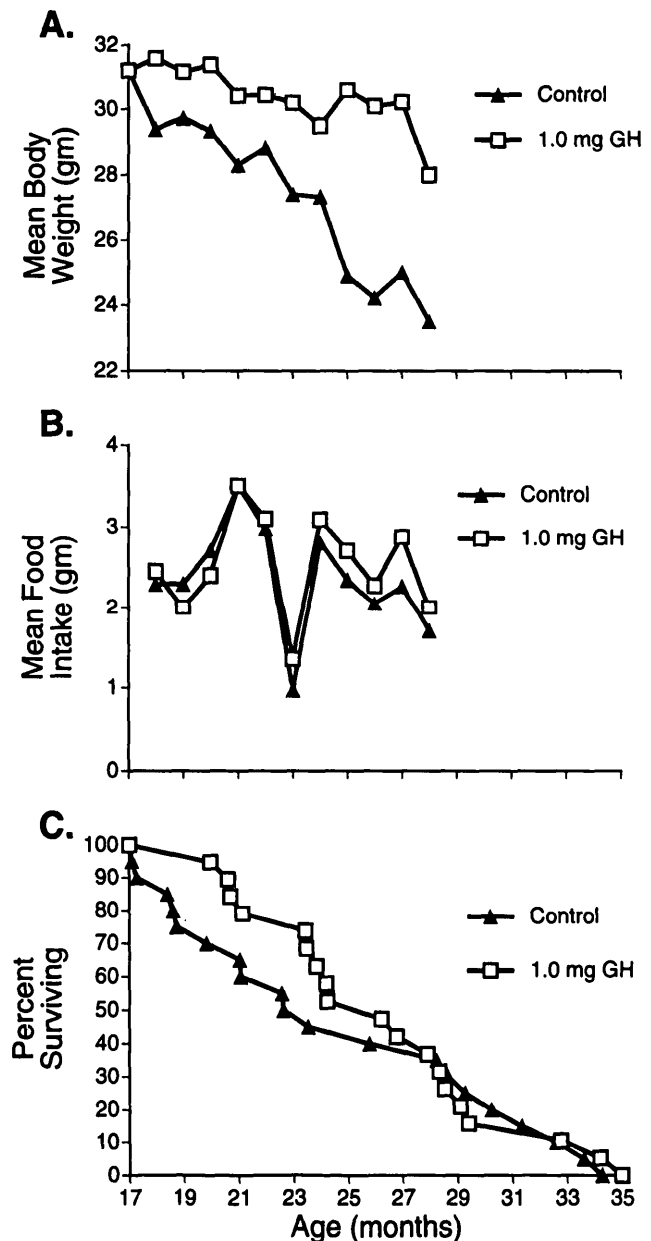 A.
32
30
28
26
24
22
Mean Body
Weight (gm)
Control
1.0 mg GH
B.
4
3
2
1
0
Mean Food
Intake (gm)
Control
1.0 mg GH
C.
100
90
80
70
60
50
40
30
20
10
0
Percent
Surviving
Control
1.0 mg GH
17 19 21 23 25 27 29 31 33 35
Age (months)